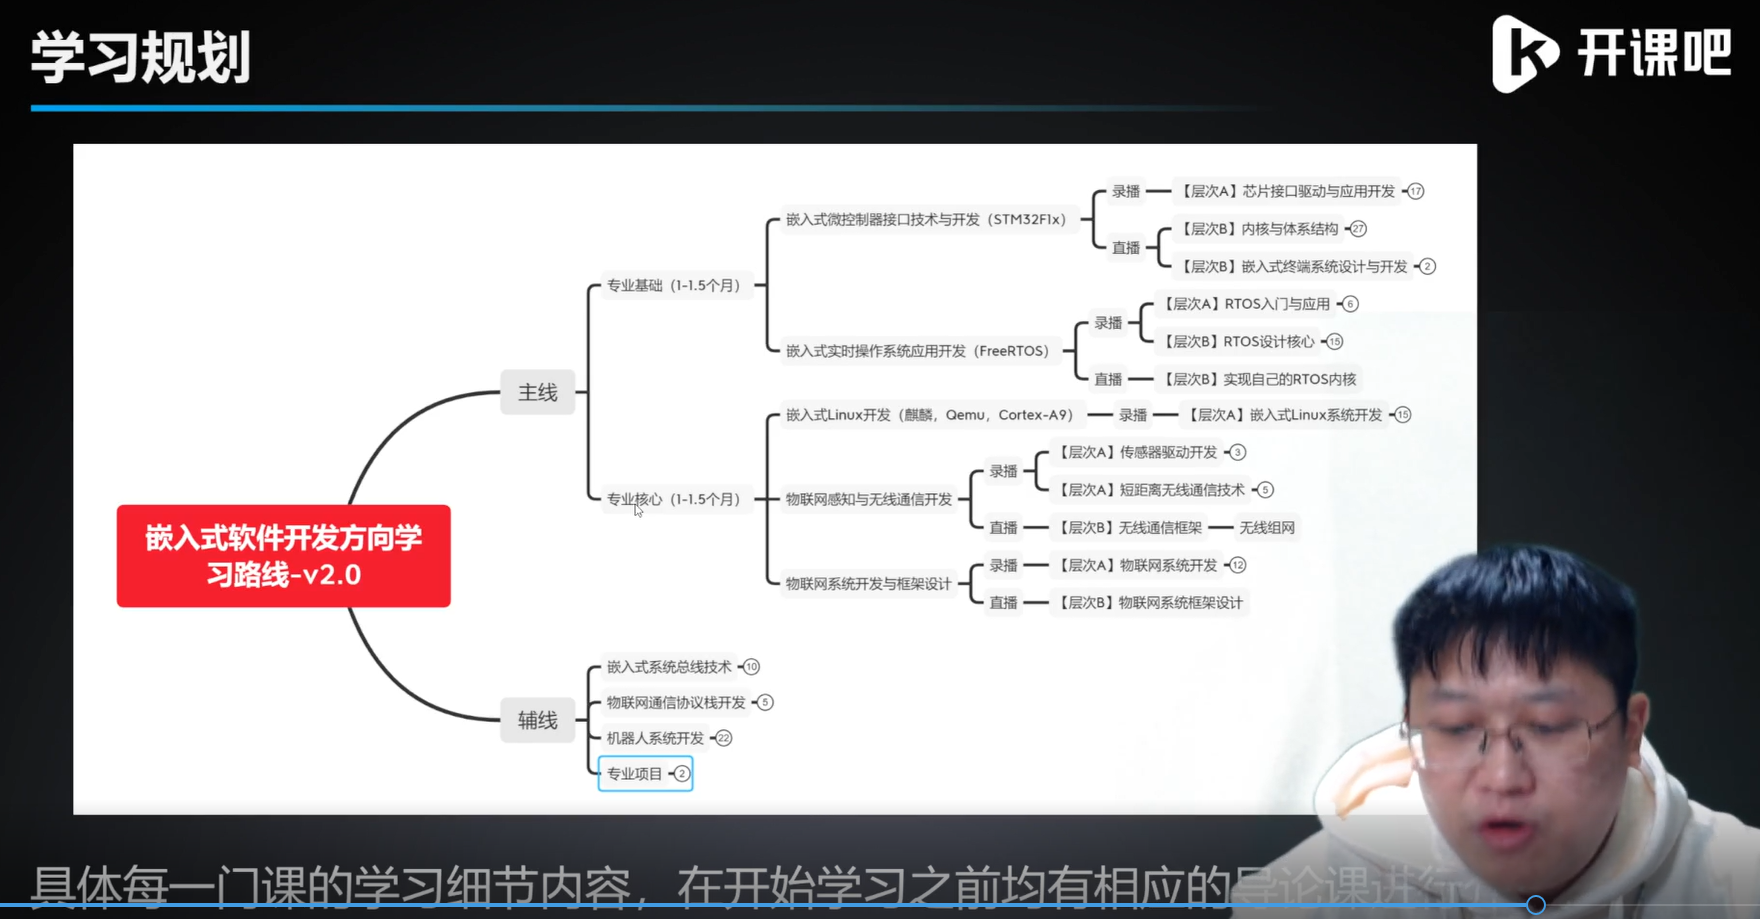 学习规划
开课吧
嵌入式软件开发方向学
习路线-v2.0
主线
专业基础（1-1.5个月）
嵌入式微控制器接口技术与开发（STM32F1x）
录播
【层次A】芯片接口驱动与应用开发 17
直播
【层次B】内核与体系结构 27
【层次B】嵌入式终端系统设计与开发 2
嵌入式实时操作系统应用开发（FreeRTOS）
录播
【层次A】RTOS入门与应用 6
【层次B】RTOS设计核心 15
直播
【层次B】实现自己的RTOS内核
专业核心（1-1.5个月）
嵌入式Linux开发（麒麟，Qemu，Cortex-A9）
录播
【层次A】嵌入式Linux系统开发 15
物联网感知与无线通信开发
录播
【层次A】传感器驱动开发 3
【层次A】短距离无线通信技术 5
直播
【层次B】无线通信框架
无线组网
物联网系统开发与框架设计
录播
【层次A】物联网系统开发 12
直播
【层次B】物联网系统框架设计
辅线
嵌入式系统总线技术 10
物联网通信协议栈开发 5
机器人系统开发 22
专业项目 2
具体每一门课的学习细节内容，在开始学习之前均有相应的导论课进行